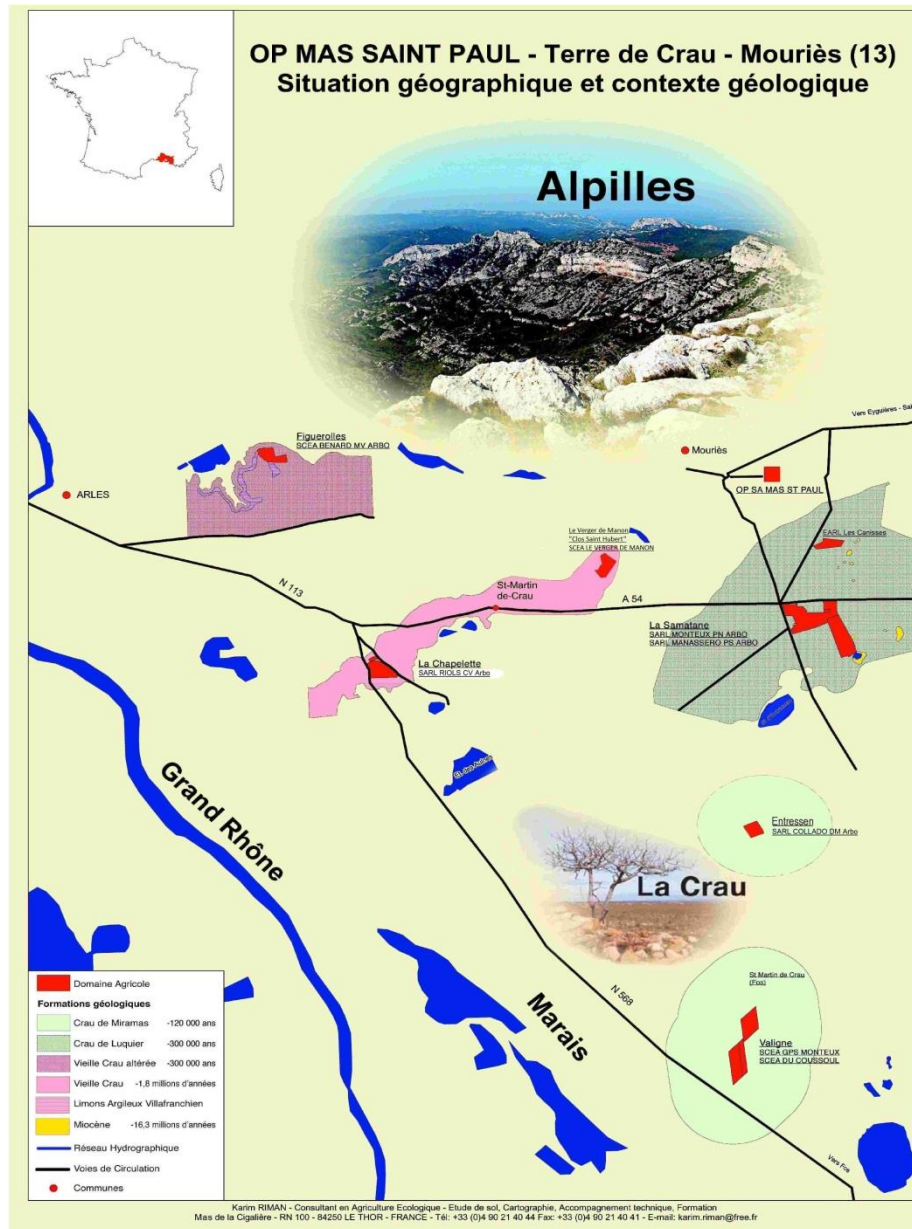 OP MAS SAINT PAUL - Terre de Crau - Mouriès (13)
Situation géographique et contexte géologique
Alpilles
Vers Eyguières - Sal
Figuerolles
SCEA BENARD MV ARBO
Mouriès
ARLES
OP SA MAS ST PAUL
Le Verger de Manon
"Clos Saint Hubert"
SCEA LE VERGER DE MANON
EARL Les Canisses
N 113
St-Martin
de-Crau
A 54
La Samatane
SARL MONTEUX PN ARBO
SARL MANASSERO PS ARBO
La Chapelette
SARL RIOLS CV Arbo
Grand Rhône
Entressen
SARL COLLADO DM Arbo
La Crau
N 568
Marais
St Martin de Crau
(Fos)
Valigne
SCEA GPS MONTEUX
SCEA DU COUSSOUL
Vers Fos
Domaine Agricole
Formations géologiques
Crau de Miramas -120 000 ans
Crau de Luquier -300 000 ans
Vieille Crau altérée -300 000 ans
Vieille Crau -1,8 millions d'années
Limons Argileux Villafranchien
Miocène -16,3 millions d'années
Réseau Hydrographique
Voies de Circulation
Communes
Karim RIMAN - Consultant en Agriculture Ecologique - Etude de sol, Cartographie, Accompagnement technique, Formation
Mas de la Cigalière - RN 100 - 84250 LE THOR - FRANCE - Tél: +33 (0)4 90 21 40 44 Fax: +33 (0)4 90 21 40 41 - E-mail: karim.riman@free.fr